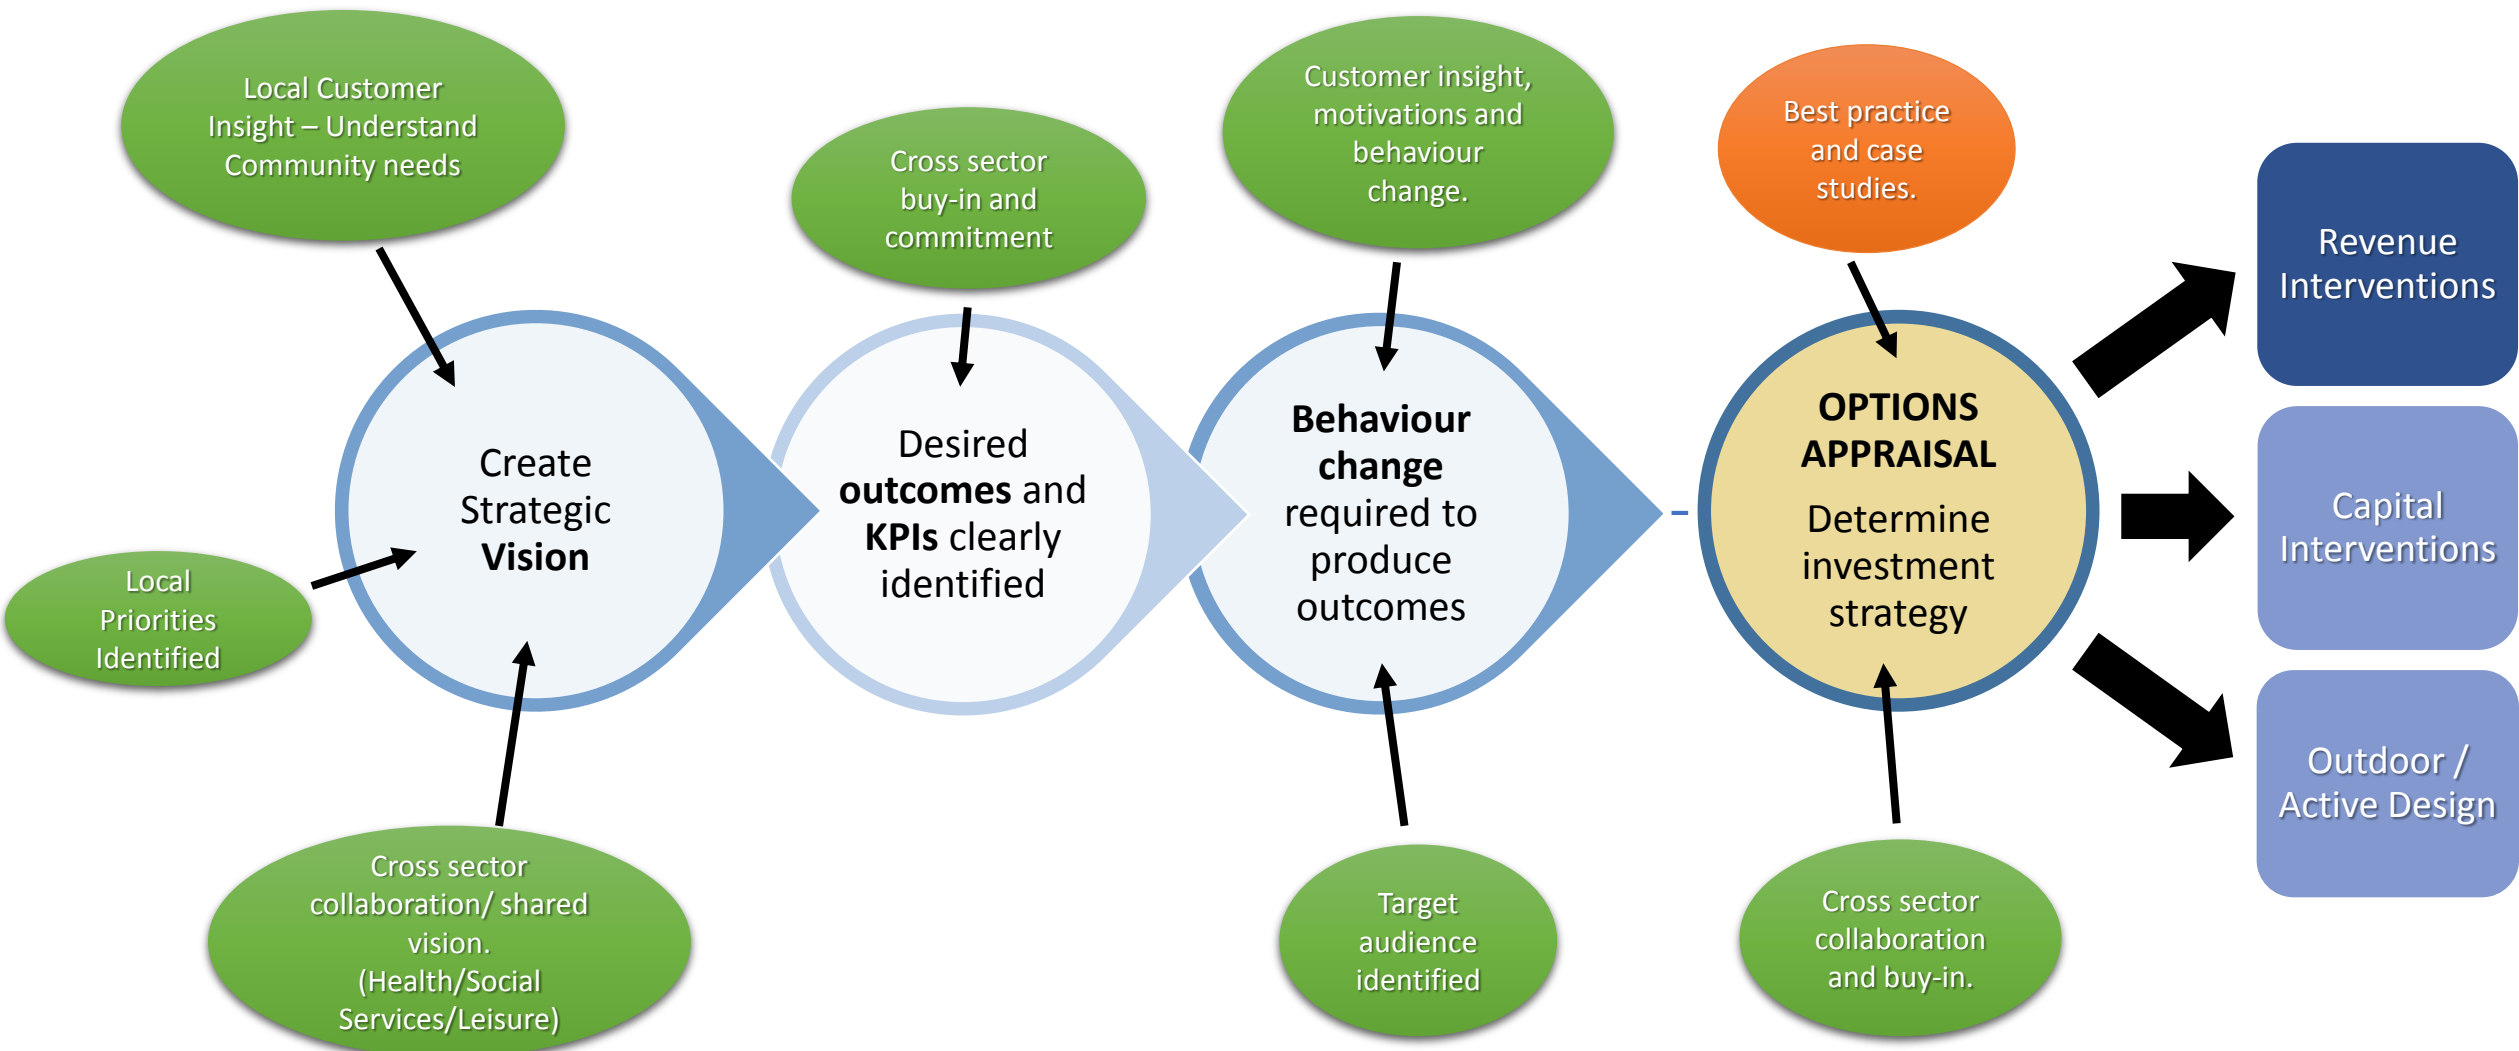 Local Customer
Insight – Understand
Community needs
Cross sector
buy-in and
commitment
Customer insight,
motivations and
behaviour
change.
Best practice
and case
studies.
Local
Priorities
Identified
Create
Strategic
Vision
Desired
outcomes and
KPIs clearly
identified
Behaviour
change
required to
produce
outcomes
OPTIONS
APPRAISAL
Determine
investment
strategy
Revenue
Interventions
Capital
Interventions
Outdoor /
Active Design
Cross sector
collaboration/ shared
vision.
(Health/Social
Services/Leisure)
Target
audience
identified
Cross sector
collaboration
and buy-in.